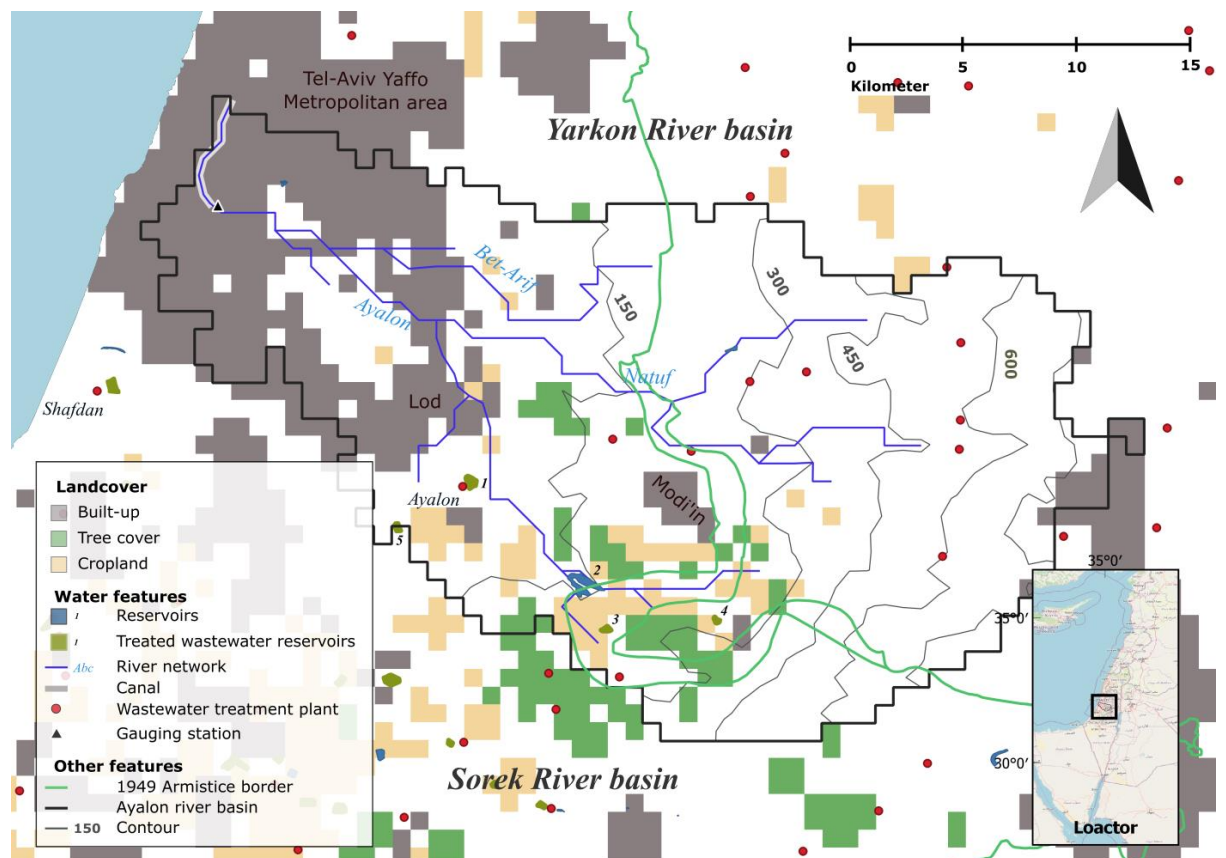 Tel-Aviv Yaffo
Metropolitan area
Yarkon River basin
0 5 10 15
Kilometer
Bet-Arif
Ayalon
150
300
450
600
Natuf
Shafdan
Lod
Modi'in
Ayalon
1
5
2
3
4
Sorek River basin
Landcover
Built-up
Tree cover
Cropland
Water features
1 Reservoirs
1 Treated wastewater reservoirs
Abc River network
Canal
Wastewater treatment plant
Gauging station
Other features
1949 Armistice border
Ayalon river basin
150 Contour
35°0′
35°0′
30°0′
Loactor